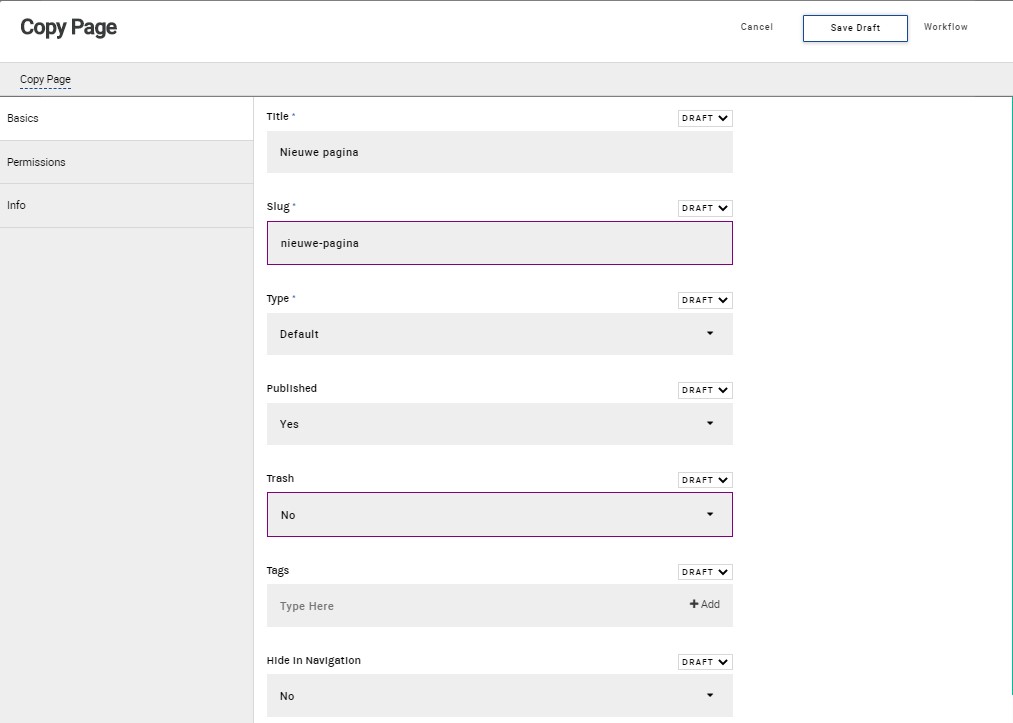 Copy Page
Cancel
Save Draft
Workflow
Copy Page
Basics
Permissions
Info
Title *
DRAFT
Nieuwe pagina
Slug *
DRAFT
nieuwe-pagina
Type *
DRAFT
Default
Published
DRAFT
Yes
Trash
DRAFT
No
Tags
DRAFT
Type Here
Add
Hide in Navigation
DRAFT
No